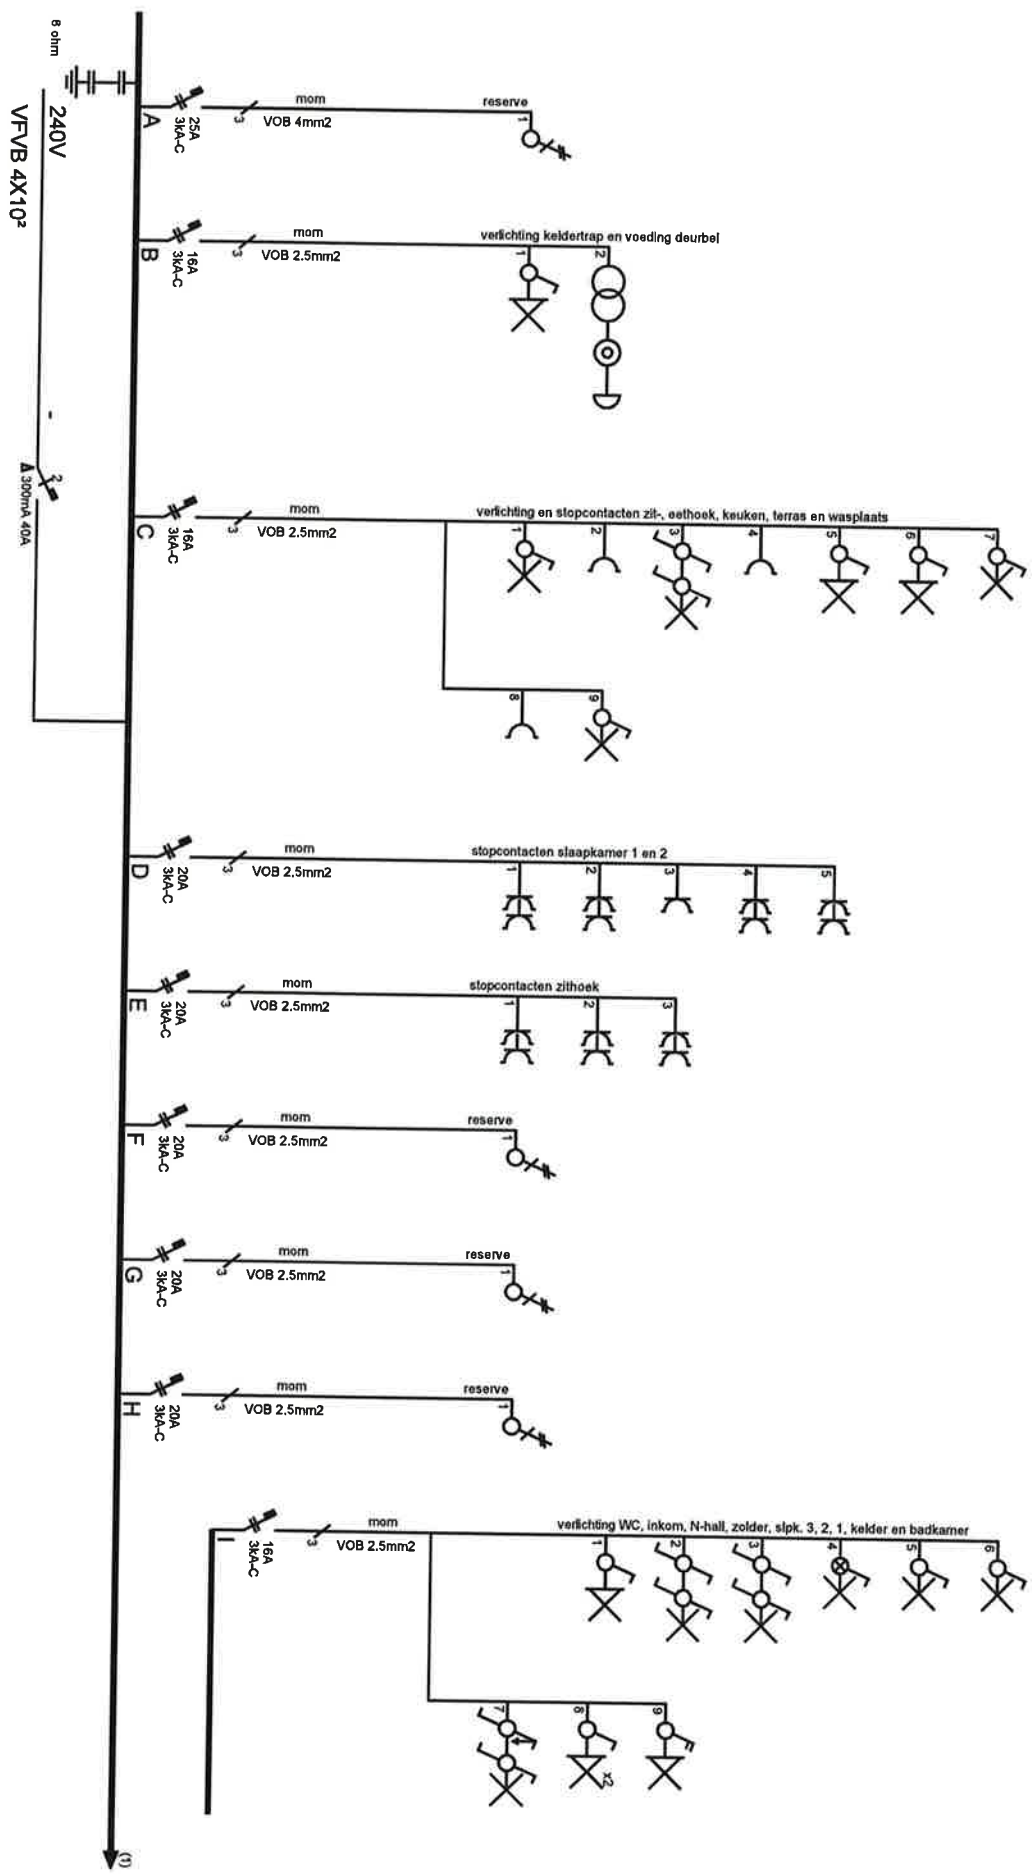 8 ohm
240V
VFVB 4X10²
2
Δ 300mA 40A
A
25A
3kA-C
3
mom
VOB 4mm2
reserve
1
B
16A
3kA-C
3
mom
VOB 2.5mm2
verlichting keldertrap en voeding deurbel
1
2
C
16A
3kA-C
3
mom
VOB 2.5mm2
verlichting en stopcontacten zit-, eethoek, keuken, terras en wasplaats
1
2
3
4
5
6
7
8
9
D
20A
3kA-C
3
mom
VOB 2.5mm2
stopcontacten slaapkamer 1 en 2
1
2
3
4
5
E
20A
3kA-C
3
mom
VOB 2.5mm2
stopcontacten zithoek
1
2
3
F
20A
3kA-C
3
mom
VOB 2.5mm2
reserve
1
G
20A
3kA-C
3
mom
VOB 2.5mm2
reserve
1
H
20A
3kA-C
3
mom
VOB 2.5mm2
reserve
1
I
16A
3kA-C
3
mom
VOB 2.5mm2
verlichting WC, inkom, N-hall, zolder, slpk. 3, 2, 1, kelder en badkamer
1
2
3
4
5
6
7
8
x2
9
(1)